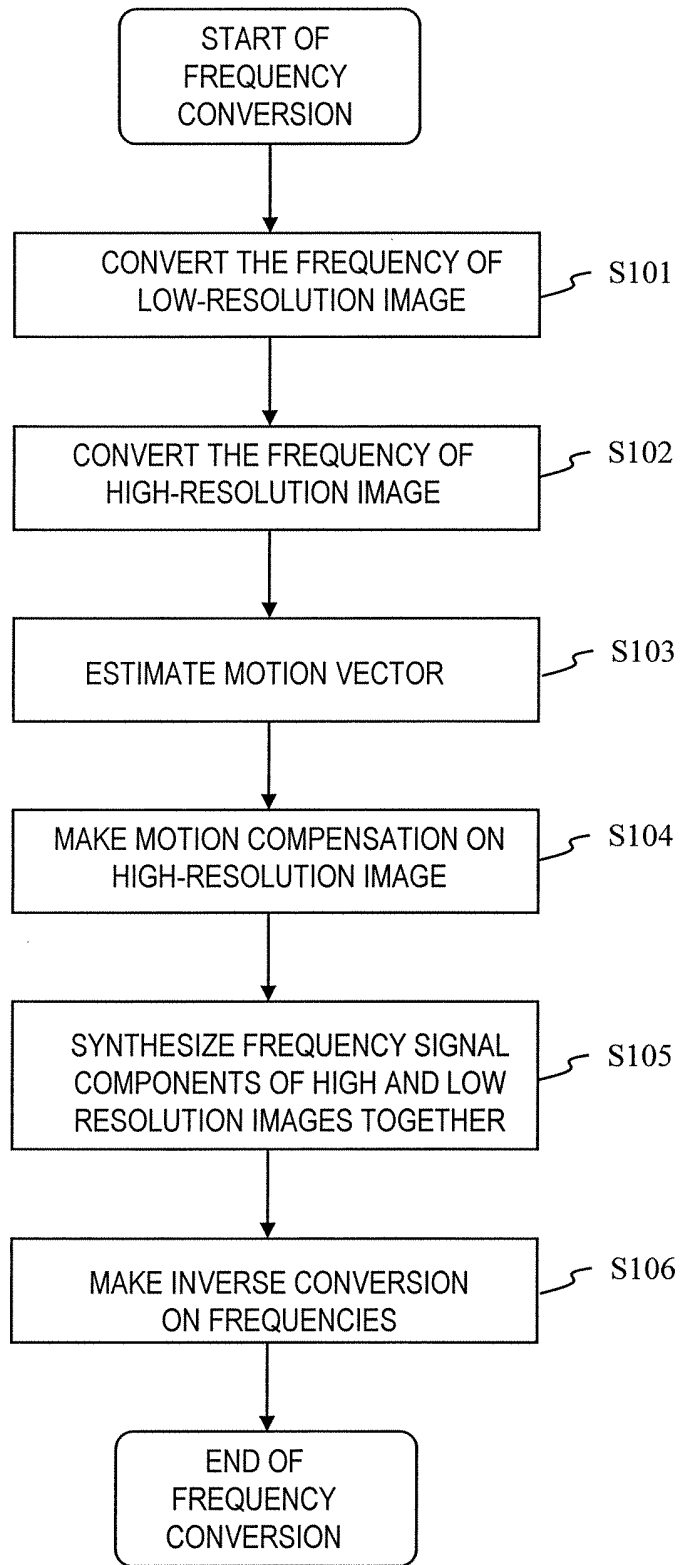 START OF
FREQUENCY
CONVERSION
CONVERT THE FREQUENCY OF
LOW-RESOLUTION IMAGE
S101
CONVERT THE FREQUENCY OF
HIGH-RESOLUTION IMAGE
S102
ESTIMATE MOTION VECTOR
S103
MAKE MOTION COMPENSATION ON
HIGH-RESOLUTION IMAGE
S104
SYNTHESIZE FREQUENCY SIGNAL
COMPONENTS OF HIGH AND LOW
RESOLUTION IMAGES TOGETHER
S105
MAKE INVERSE CONVERSION
ON FREQUENCIES
S106
END OF
FREQUENCY
CONVERSION